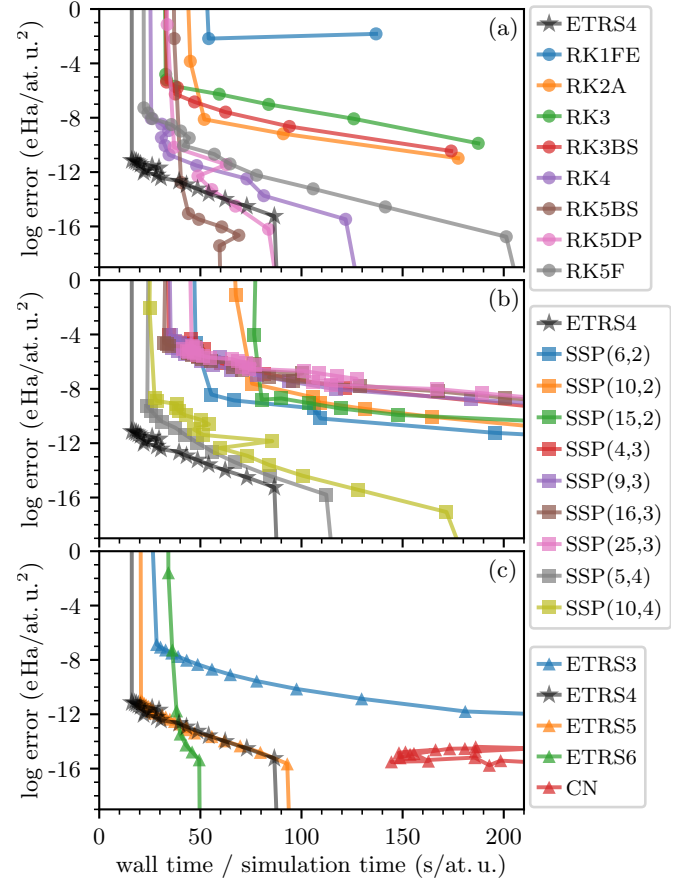 0
-4
-8
-12
-16
log error (e Ha/at. u.²)
(a)
ETRS4
RK1FE
RK2A
RK3
RK3BS
RK4
RK5BS
RK5DP
RK5F
0
-4
-8
-12
-16
log error (e Ha/at. u.²)
(b)
ETRS4
SSP(6,2)
SSP(10,2)
SSP(15,2)
SSP(4,3)
SSP(9,3)
SSP(16,3)
SSP(25,3)
SSP(5,4)
SSP(10,4)
0
-4
-8
-12
-16
log error (e Ha/at. u.²)
(c)
ETRS3
ETRS4
ETRS5
ETRS6
CN
0 50 100 150 200
wall time / simulation time (s/at. u.)